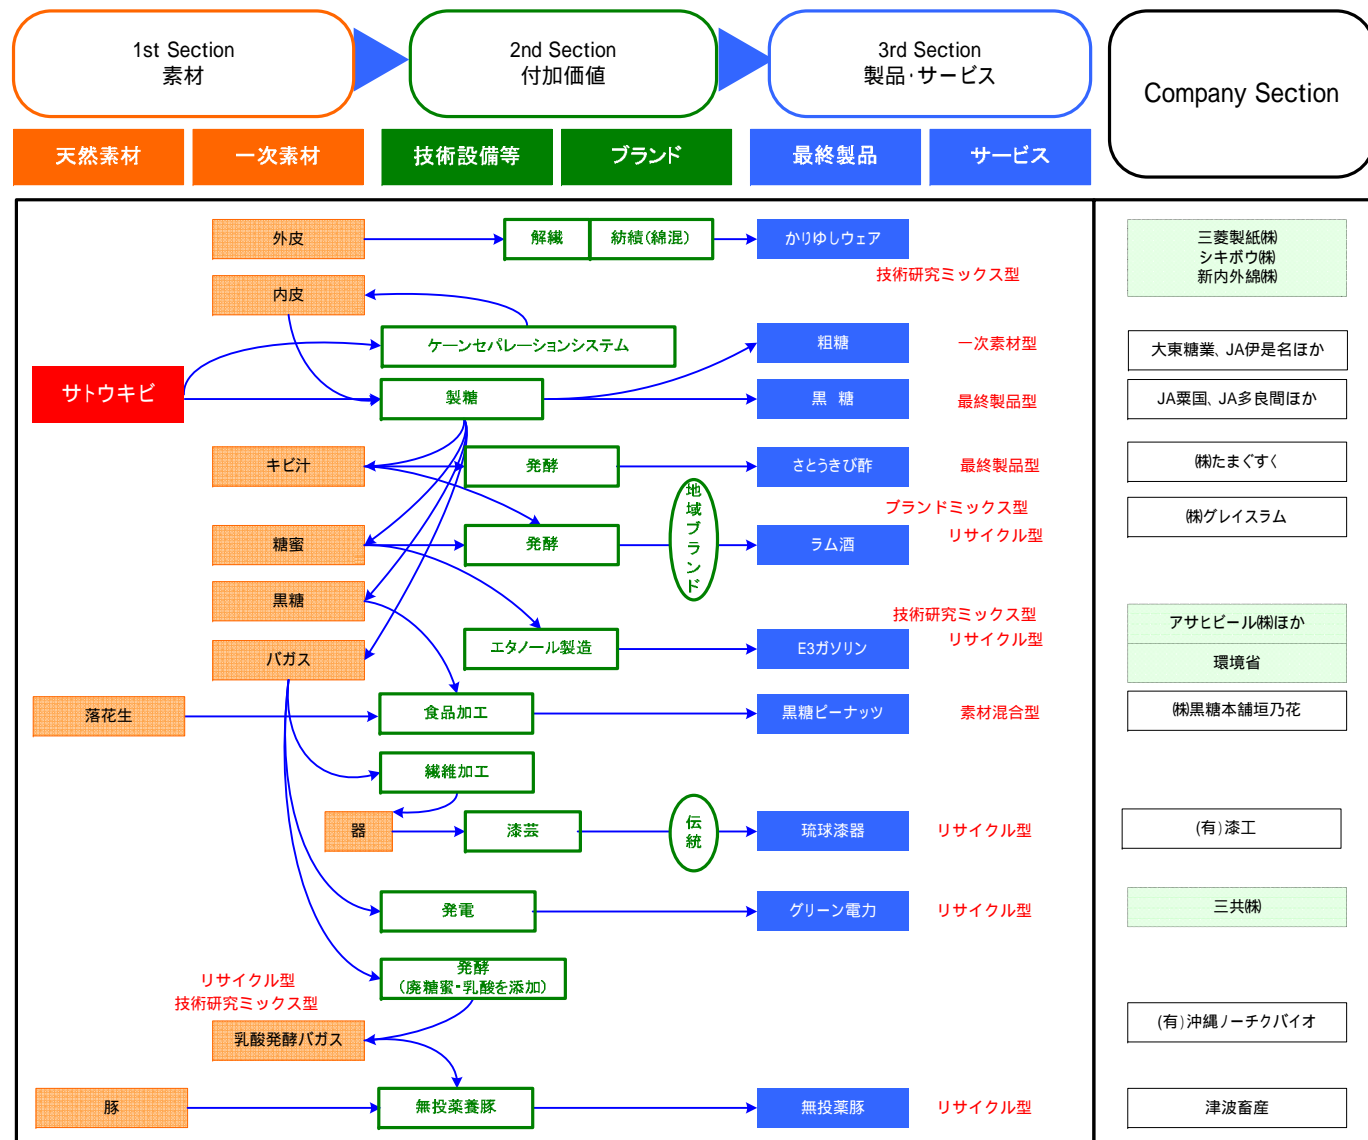 1st Section
素材
2nd Section
付加価値
3rd Section
製品・サービス
Company Section
天然素材
一次素材
技術設備等
ブランド
最終製品
サービス
外皮
解繊
紡績(綿混)
かりゆしウェア
技術研究ミックス型
三菱製紙㈱
シキボウ㈱
新内外綿㈱
内皮
ケーンセパレーションシステム
粗糖
一次素材型
大東糖業、JA伊是名ほか
サトウキビ
製糖
黒 糖
最終製品型
JA粟国、JA多良間ほか
キビ汁
発酵
さとうきび酢
最終製品型
㈱たまぐすく
地域ブランド
ブランドミックス型
㈱グレイスラム
糖蜜
発酵
ラム酒
リサイクル型
黒糖
技術研究ミックス型
アサヒビール㈱ほか
バガス
エタノール製造
E3ガソリン
リサイクル型
環境省
落花生
食品加工
黒糖ピーナッツ
素材混合型
㈱黒糖本舗垣乃花
繊維加工
器
漆芸
伝統
琉球漆器
リサイクル型
(有)漆工
発電
グリーン電力
リサイクル型
三共㈱
発酵
(廃糖蜜・乳酸を添加)
リサイクル型
技術研究ミックス型
乳酸発酵バガス
(有)沖縄ノーチクバイオ
豚
無投薬養豚
無投薬豚
リサイクル型
津波畜産